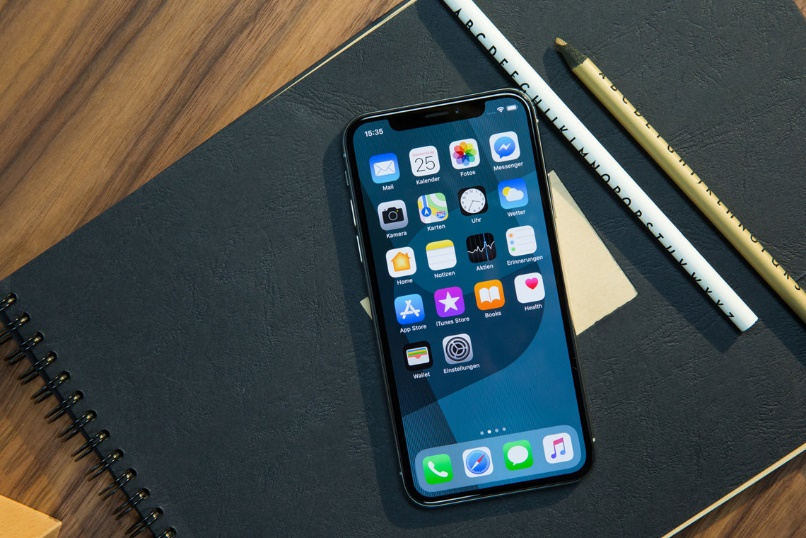 ABCDEFGHIJKLMNOPQRSTUVWXYZ
15:35
25
Mail
Kalender
Fotos
Messenger
Kamera
Karten
Uhr
Wetter
Home
Notizen
Aktien
Erinnerungen
App Store
iTunes Store
Books
Health
Wallet
Einstellungen